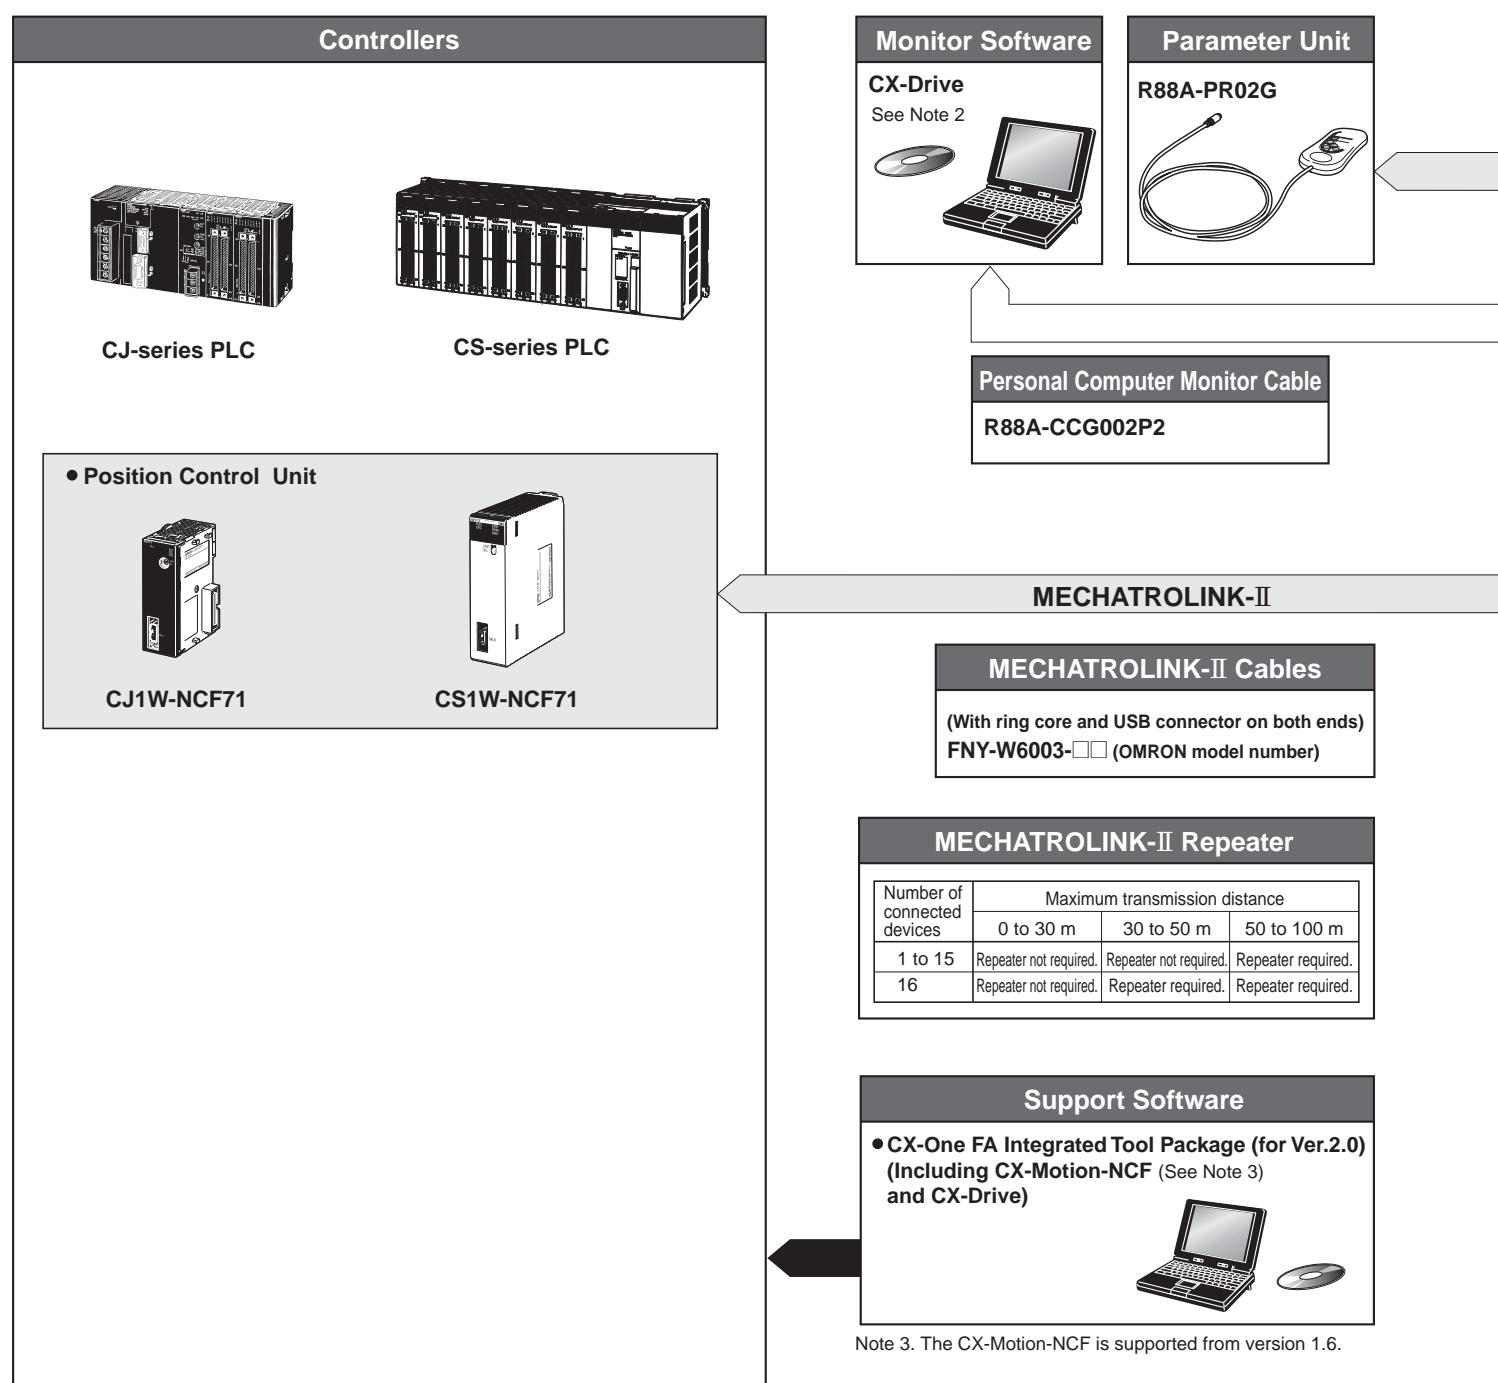 Controllers
CJ-series PLC
CS-series PLC
● Position Control Unit
CJ1W-NCF71
CS1W-NCF71
Monitor Software
CX-Drive
See Note 2
Parameter Unit
R88A-PR02G
Personal Computer Monitor Cable
R88A-CCG002P2
MECHATROLINK-Ⅱ
MECHATROLINK-Ⅱ Cables
(With ring core and USB connector on both ends)
FNY-W6003-□□ (OMRON model number)
MECHATROLINK-Ⅱ Repeater
Number of
connected
devices
Maximum transmission distance
0 to 30 m 30 to 50 m 50 to 100 m
1 to 15 Repeater not required. Repeater not required. Repeater required.
16 Repeater not required. Repeater required. Repeater required.
Support Software
● CX-One FA Integrated Tool Package (for Ver.2.0)
(Including CX-Motion-NCF (See Note 3)
and CX-Drive)
Note 3. The CX-Motion-NCF is supported from version 1.6.